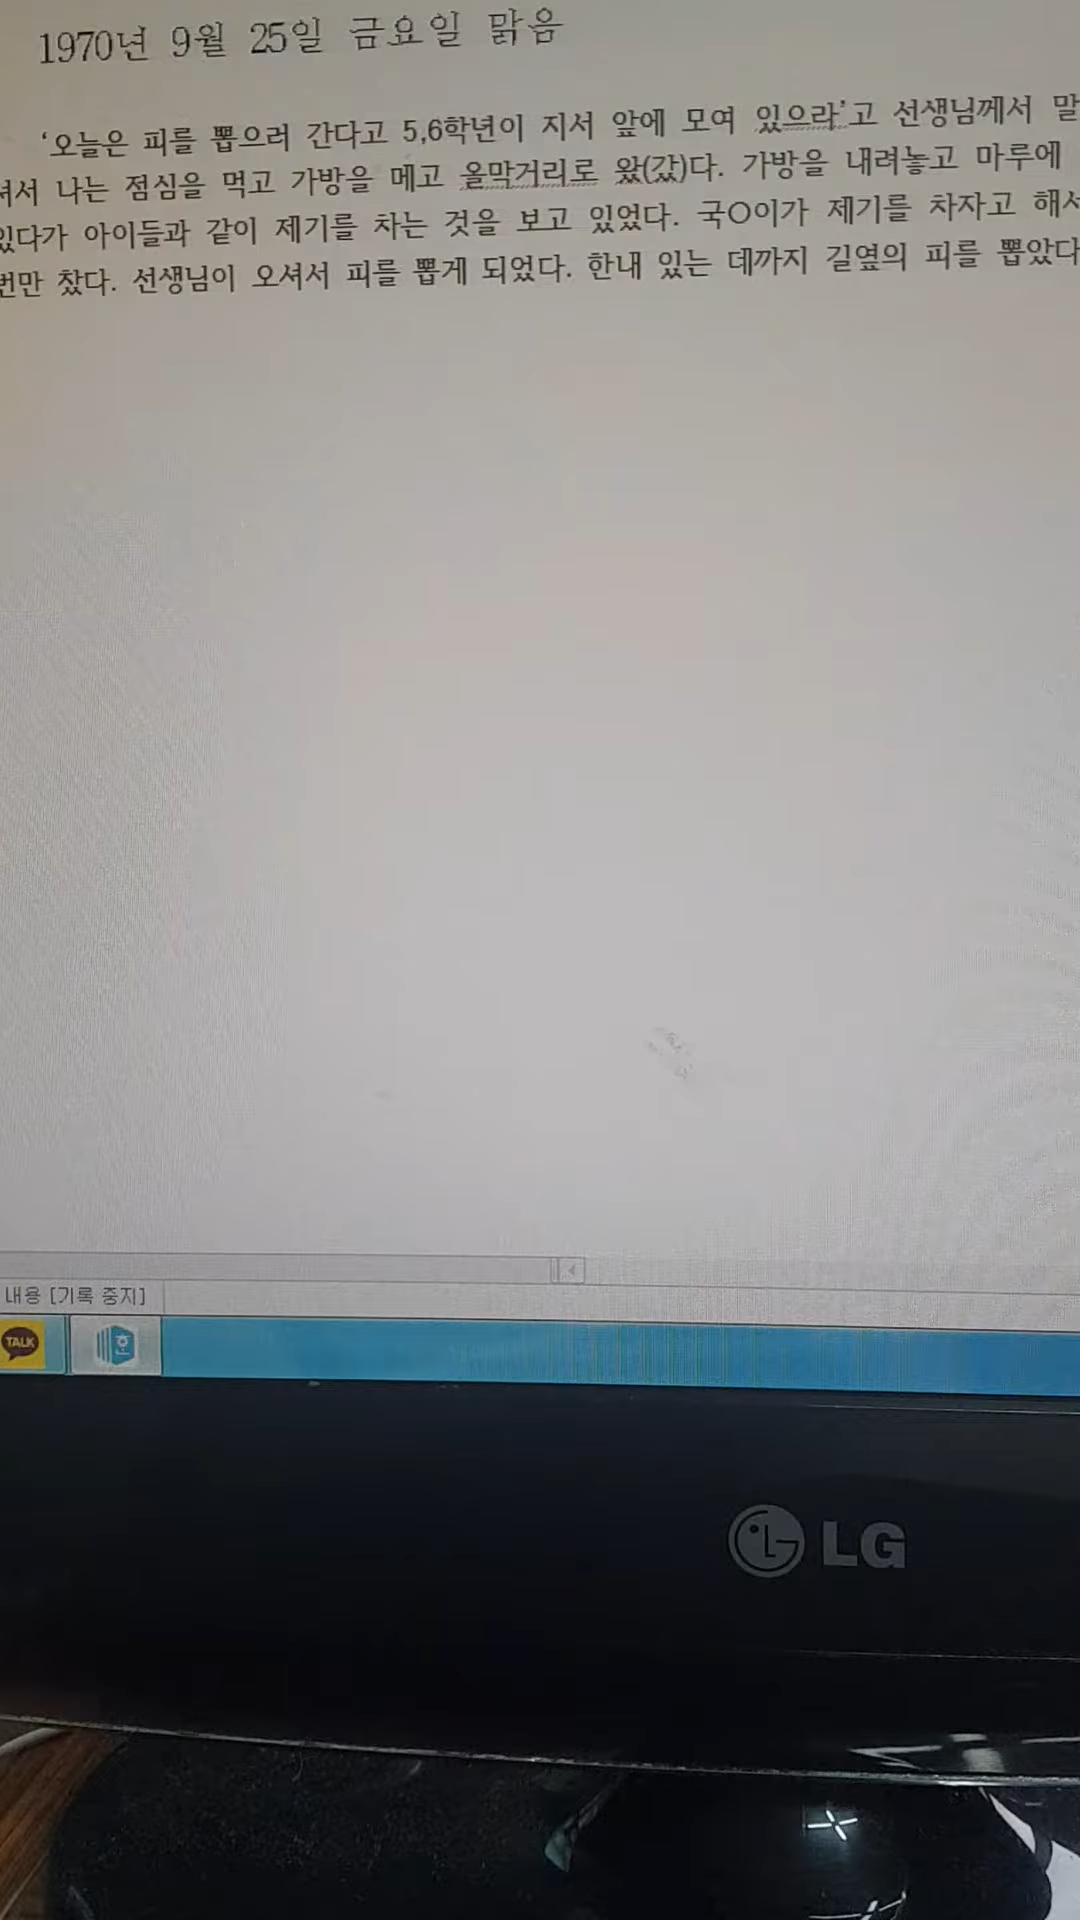 1970년 9월 25일 금요일 맑음
‘오늘은 피를 뽑으러 간다고 5,6학년이 지서 앞에 모여 있으라’고 선생님께서 말
셔서 나는 점심을 먹고 가방을 메고 올막거리로 왔(갔)다. 가방을 내려놓고 마루에
있다가 아이들과 같이 제기를 차는 것을 보고 있었다. 국○이가 제기를 차자고 해서
번만 찼다. 선생님이 오셔서 피를 뽑게 되었다. 한내 있는 데까지 길옆의 피를 뽑았다
내용 [기록 중지]
TALK
한
LG